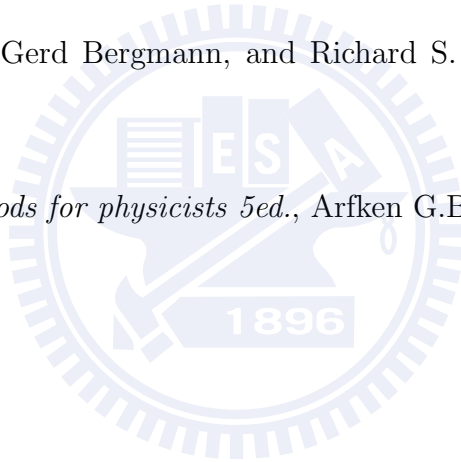 Gerd Bergmann, and Richard S.
E S A
ods for physicists 5ed., Arfken G.B
1896